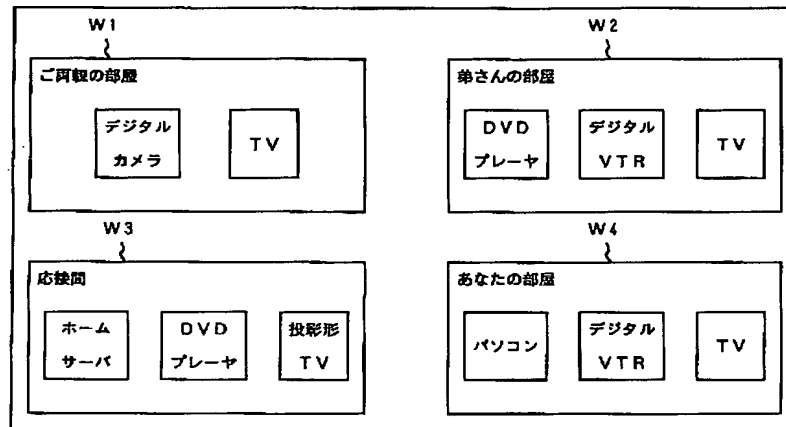 W1
W2
ご両親の部屋
デジタル
カメラ
TV
弟さんの部屋
DVD
プレーヤ
デジタル
VTR
TV
W3
W4
応接間
ホーム
サーバ
DVD
プレーヤ
投影形
TV
あなたの部屋
パソコン
デジタル
VTR
TV